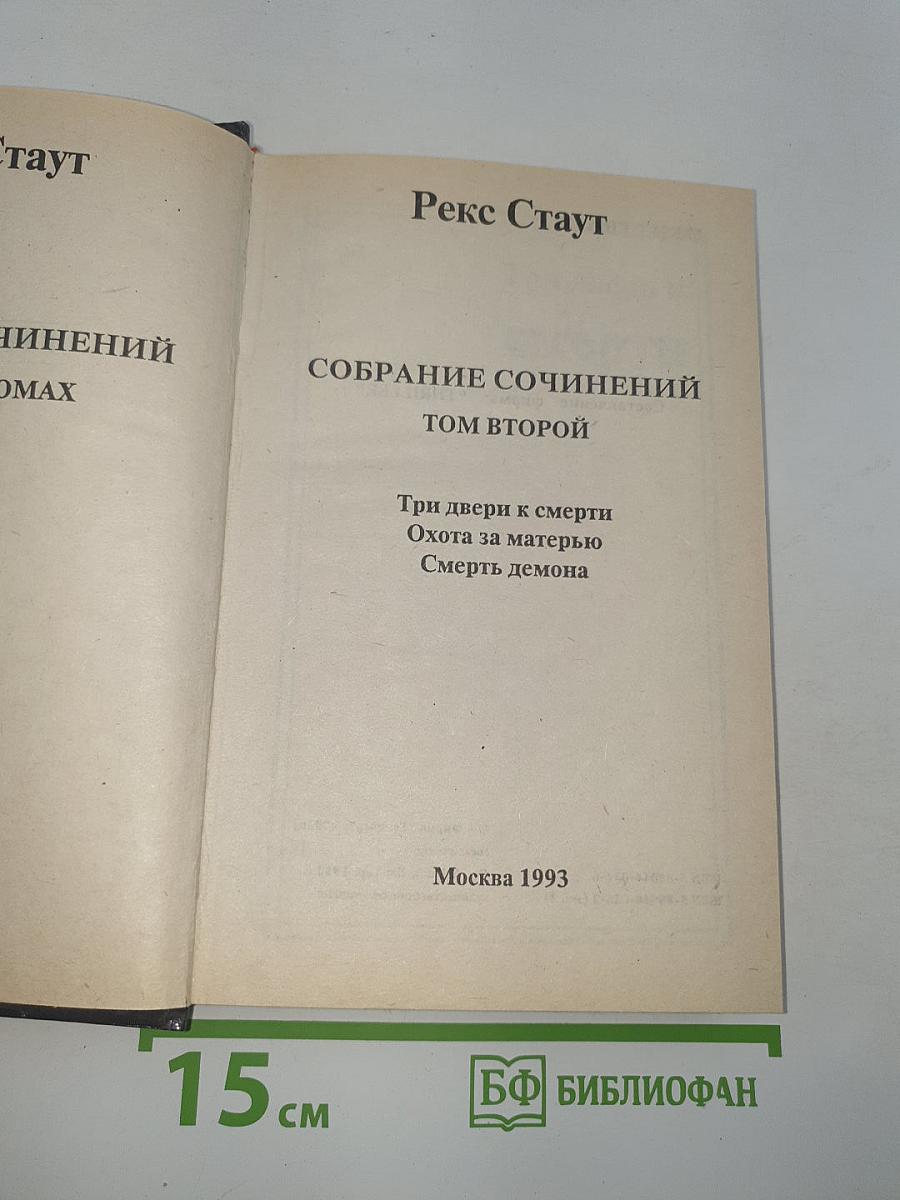 Стаут
ЧИНЕНИЙ
ОМАХ
Рекс Стаут
СОБРАНИЕ СОЧИНЕНИЙ
ТОМ ВТОРОЙ
Три двери к смерти
Охота за матерью
Смерть демона
Москва 1993
15 см
БФ БИБЛИОФАН